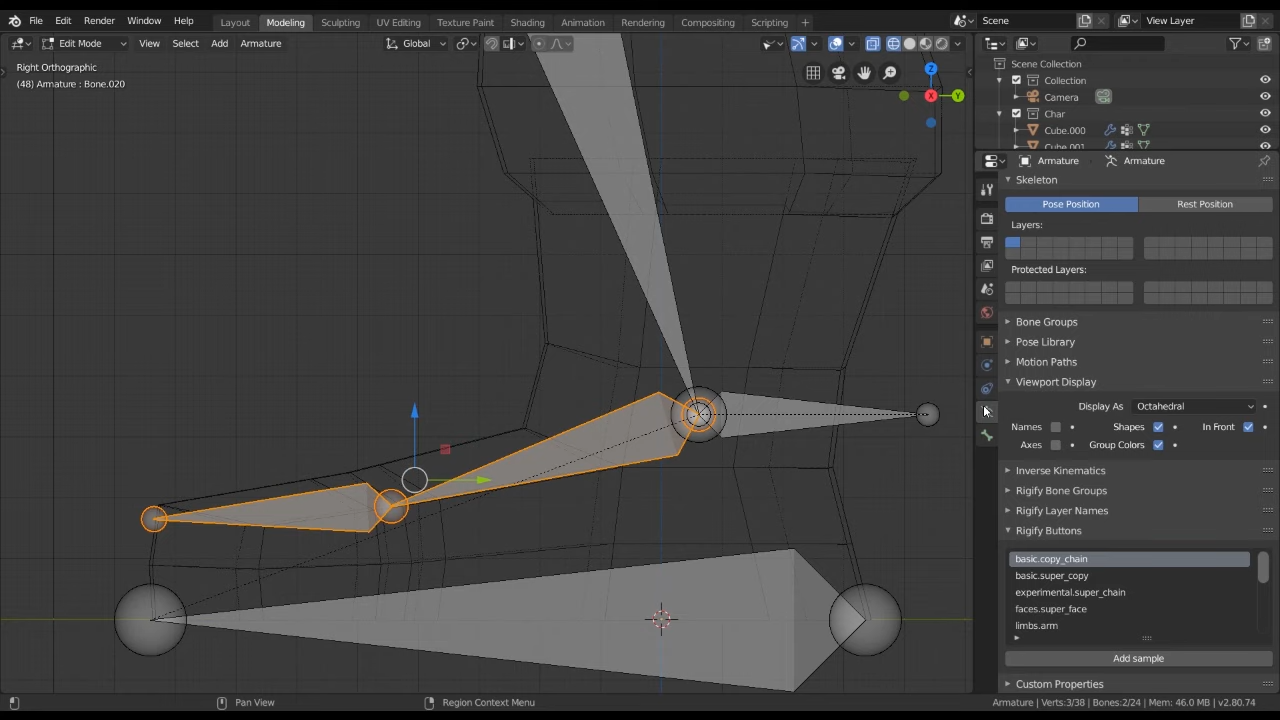 File Edit Render Window Help Layout Modeling Sculpting UV Editing Texture Paint Shading Animation Rendering Compositing Scripting + Scene View Layer
Edit Mode View Select Add Armature Global
Right Orthographic
(48) Armature : Bone.020
Z
X
Y
Scene Collection
Collection
Camera
Char
Cube.000
Cube.001
Armature Armature
Skeleton
Pose Position Rest Position
Layers:
Protected Layers:
Bone Groups
Pose Library
Motion Paths
Viewport Display
Display As Octahedral
Names Shapes In Front
Axes Group Colors
Inverse Kinematics
Rigify Bone Groups
Rigify Layer Names
Rigify Buttons
basic.copy_chain
basic.super_copy
experimental.super_chain
faces.super_face
limbs.arm
Add sample
Custom Properties
Pan View Region Context Menu Armature | Verts:3/38 | Bones:2/24 | Mem: 46.0 MB | v2.80.74